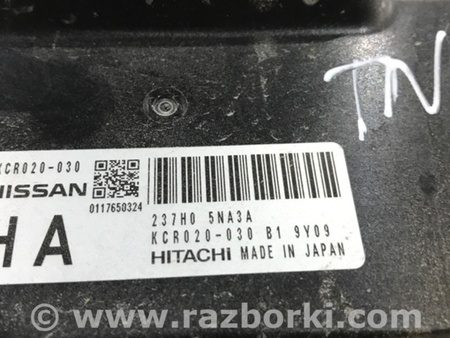 TN
KCR020-030
NISSAN
0117650324
HA
237H0 5NA3A
KCR020-030 B1 9Y09
HITACHI MADE IN JAPAN
© www.razborki.com